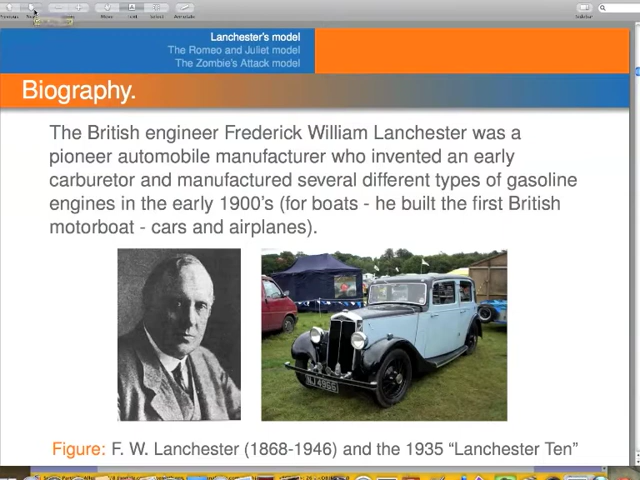 Lanchester's model
The Romeo and Juliet model
The Zombie's Attack model
Biography.
The British engineer Frederick William Lanchester was a
pioneer automobile manufacturer who invented an early
carburetor and manufactured several different types of gasoline
engines in the early 1900's (for boats - he built the first British
motorboat - cars and airplanes).
Figure: F. W. Lanchester (1868-1946) and the 1935 “Lanchester Ten”